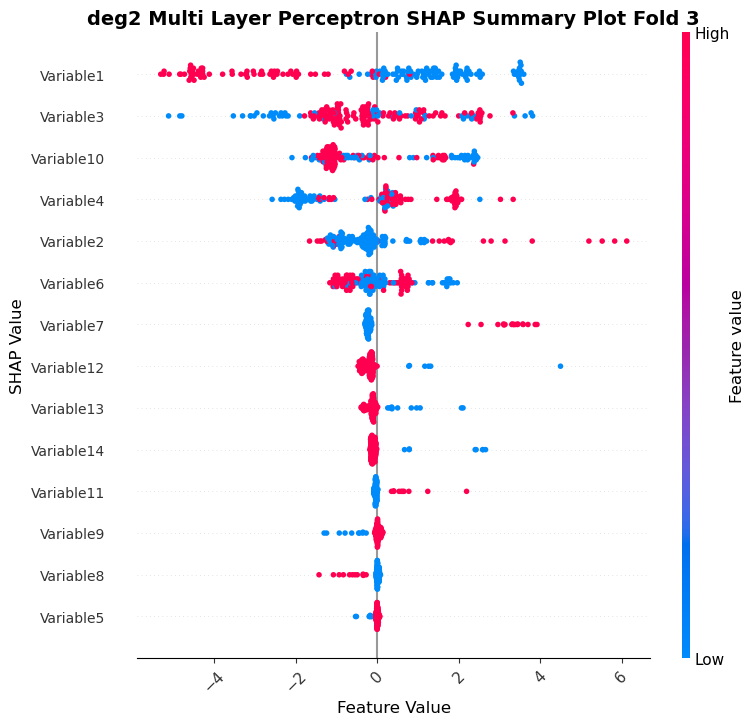 deg2 Multi Layer Perceptron SHAP Summary Plot Fold 3
High
Variable1
Variable3
Variable10
Variable4
Variable2
Variable6
Variable7
Variable12
Variable13
Variable14
Variable11
Variable9
Variable8
Variable5
SHAP Value
Feature value
Low
−4
−2
0
2
4
6
Feature Value